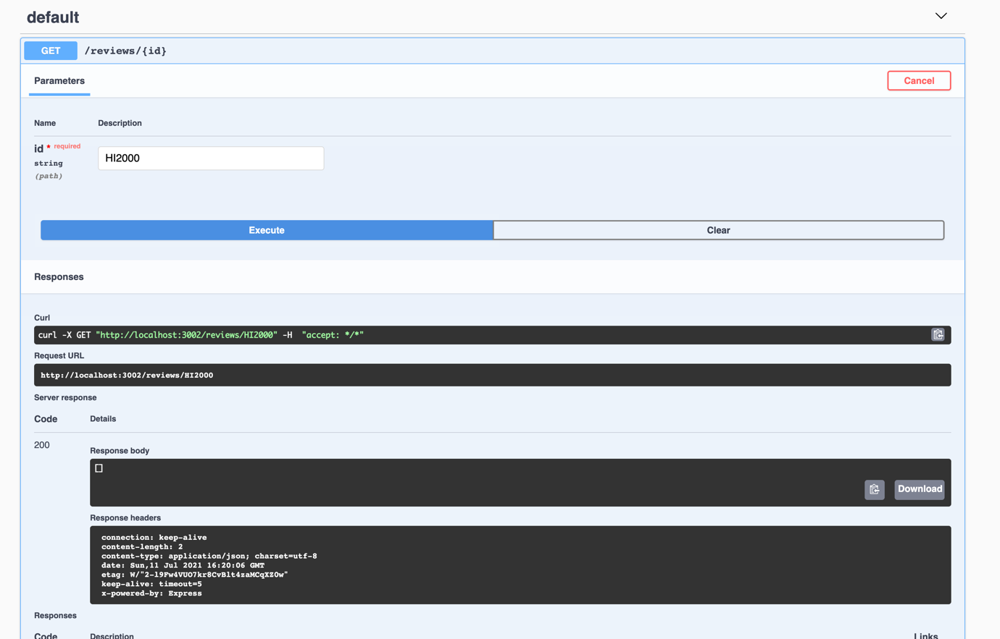 default
GET /reviews/{id}
Parameters
Cancel
Name Description
id * required
string
(path)
HI2000
Execute Clear
Responses
Curl
curl -X GET "http://localhost:3002/reviews/HI2000" -H "accept: */*"
Request URL
http://localhost:3002/reviews/HI2000
Server response
Code Details
200
Response body
[]
Download
Response headers
connection: keep-alive
content-length: 2
content-type: application/json; charset=utf-8
date: Sun,11 Jul 2021 16:20:06 GMT
etag: W/"2-l9Fw4VUO7kr8CvBlt4zaMCqXZ0w"
keep-alive: timeout=5
x-powered-by: Express
Responses
Code Description Links